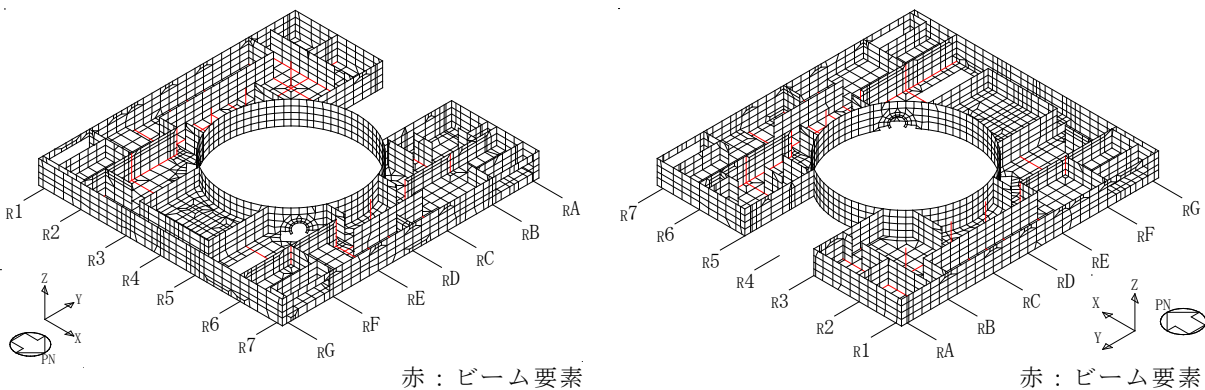 R1
R2
R3
R4
R5
R6
R7
RG
RF
RE
RD
RC
RB
RA
Z
Y
X
PN
赤：ビーム要素
R7
R6
R5
R4
R3
R2
R1
RA
RB
RC
RD
RE
RF
RG
Z
X
Y
PN
赤：ビーム要素